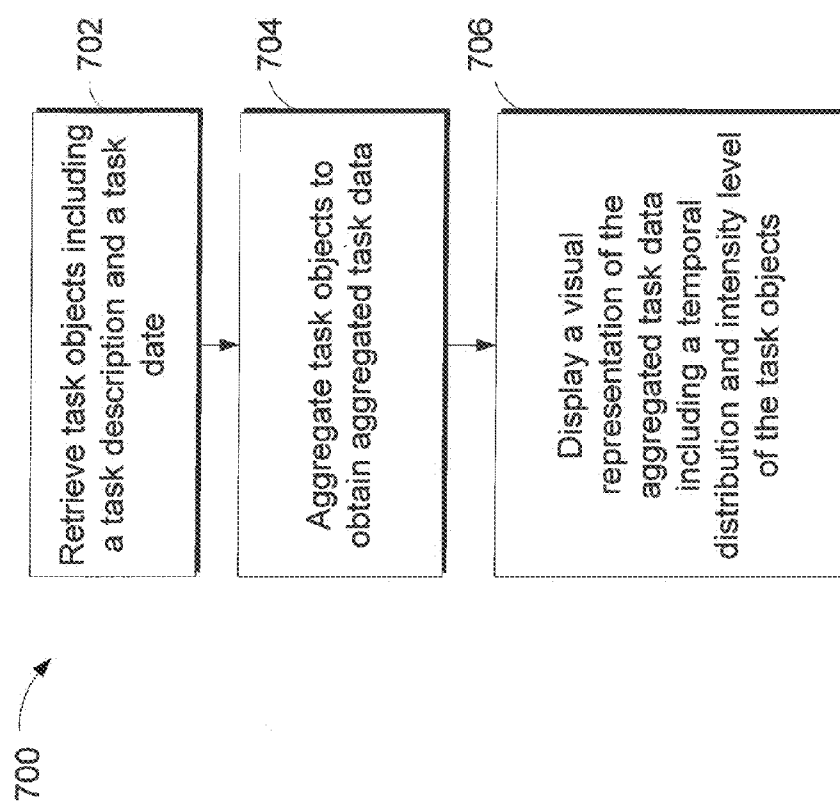 700
702
Retrieve task objects including
a task description and a task
date
704
Aggregate task objects to
obtain aggregated task data
706
Display a visual
representation of the
aggregated task data
including a temporal
distribution and intensity level
of the task objects